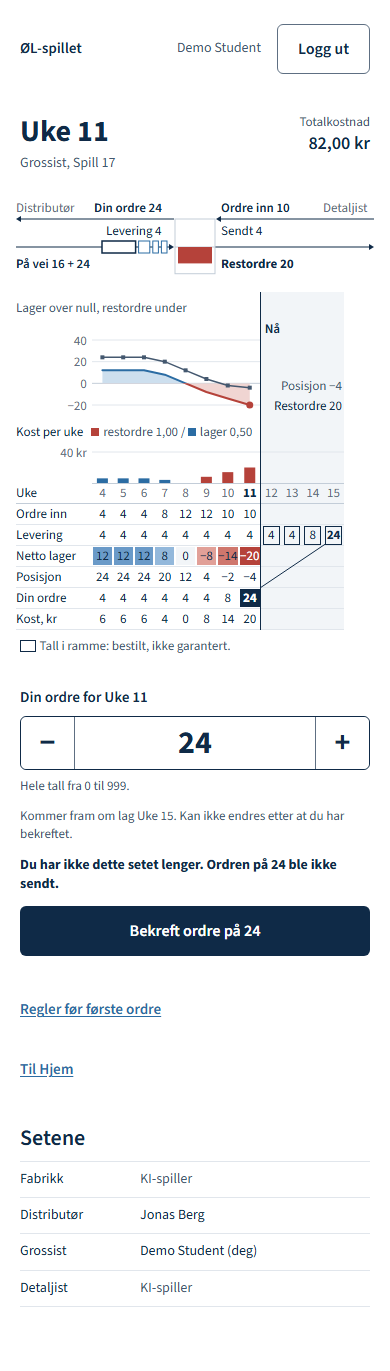 ØL-spillet
Demo Student
Logg ut
Uke 11
Totalkostnad
Grossist, Spill 17
82,00 kr
Distributør Din ordre 24 Ordre inn 10 Detaljist
Levering 4 Sendt 4
På vei 16 + 24 Restordre 20
Lager over null, restordre under
Nå
40
20
0
−20
Posisjon −4
Restordre 20
Kost per uke restordre 1,00 / lager 0,50
40 kr
Uke 4 5 6 7 8 9 10 11 12 13 14 15
Ordre inn 4 4 4 8 12 12 10 10
Levering 4 4 4 4 4 4 4 4 4 4 8 24
Netto lager 12 12 12 8 0 −8 −14 −20
Posisjon 24 24 24 20 12 4 −2 −4
Din ordre 4 4 4 4 4 4 8 24
Kost, kr 6 6 6 4 0 8 14 20
Tall i ramme: bestilt, ikke garantert.
Din ordre for Uke 11
− 24 +
Hele tall fra 0 til 999.
Kommer fram om lag Uke 15. Kan ikke endres etter at du har
bekreftet.
Du har ikke dette setet lenger. Ordren på 24 ble ikke
sendt.
Bekreft ordre på 24
Regler før første ordre
Til Hjem
Setene
Fabrikk KI-spiller
Distributør Jonas Berg
Grossist Demo Student (deg)
Detaljist KI-spiller